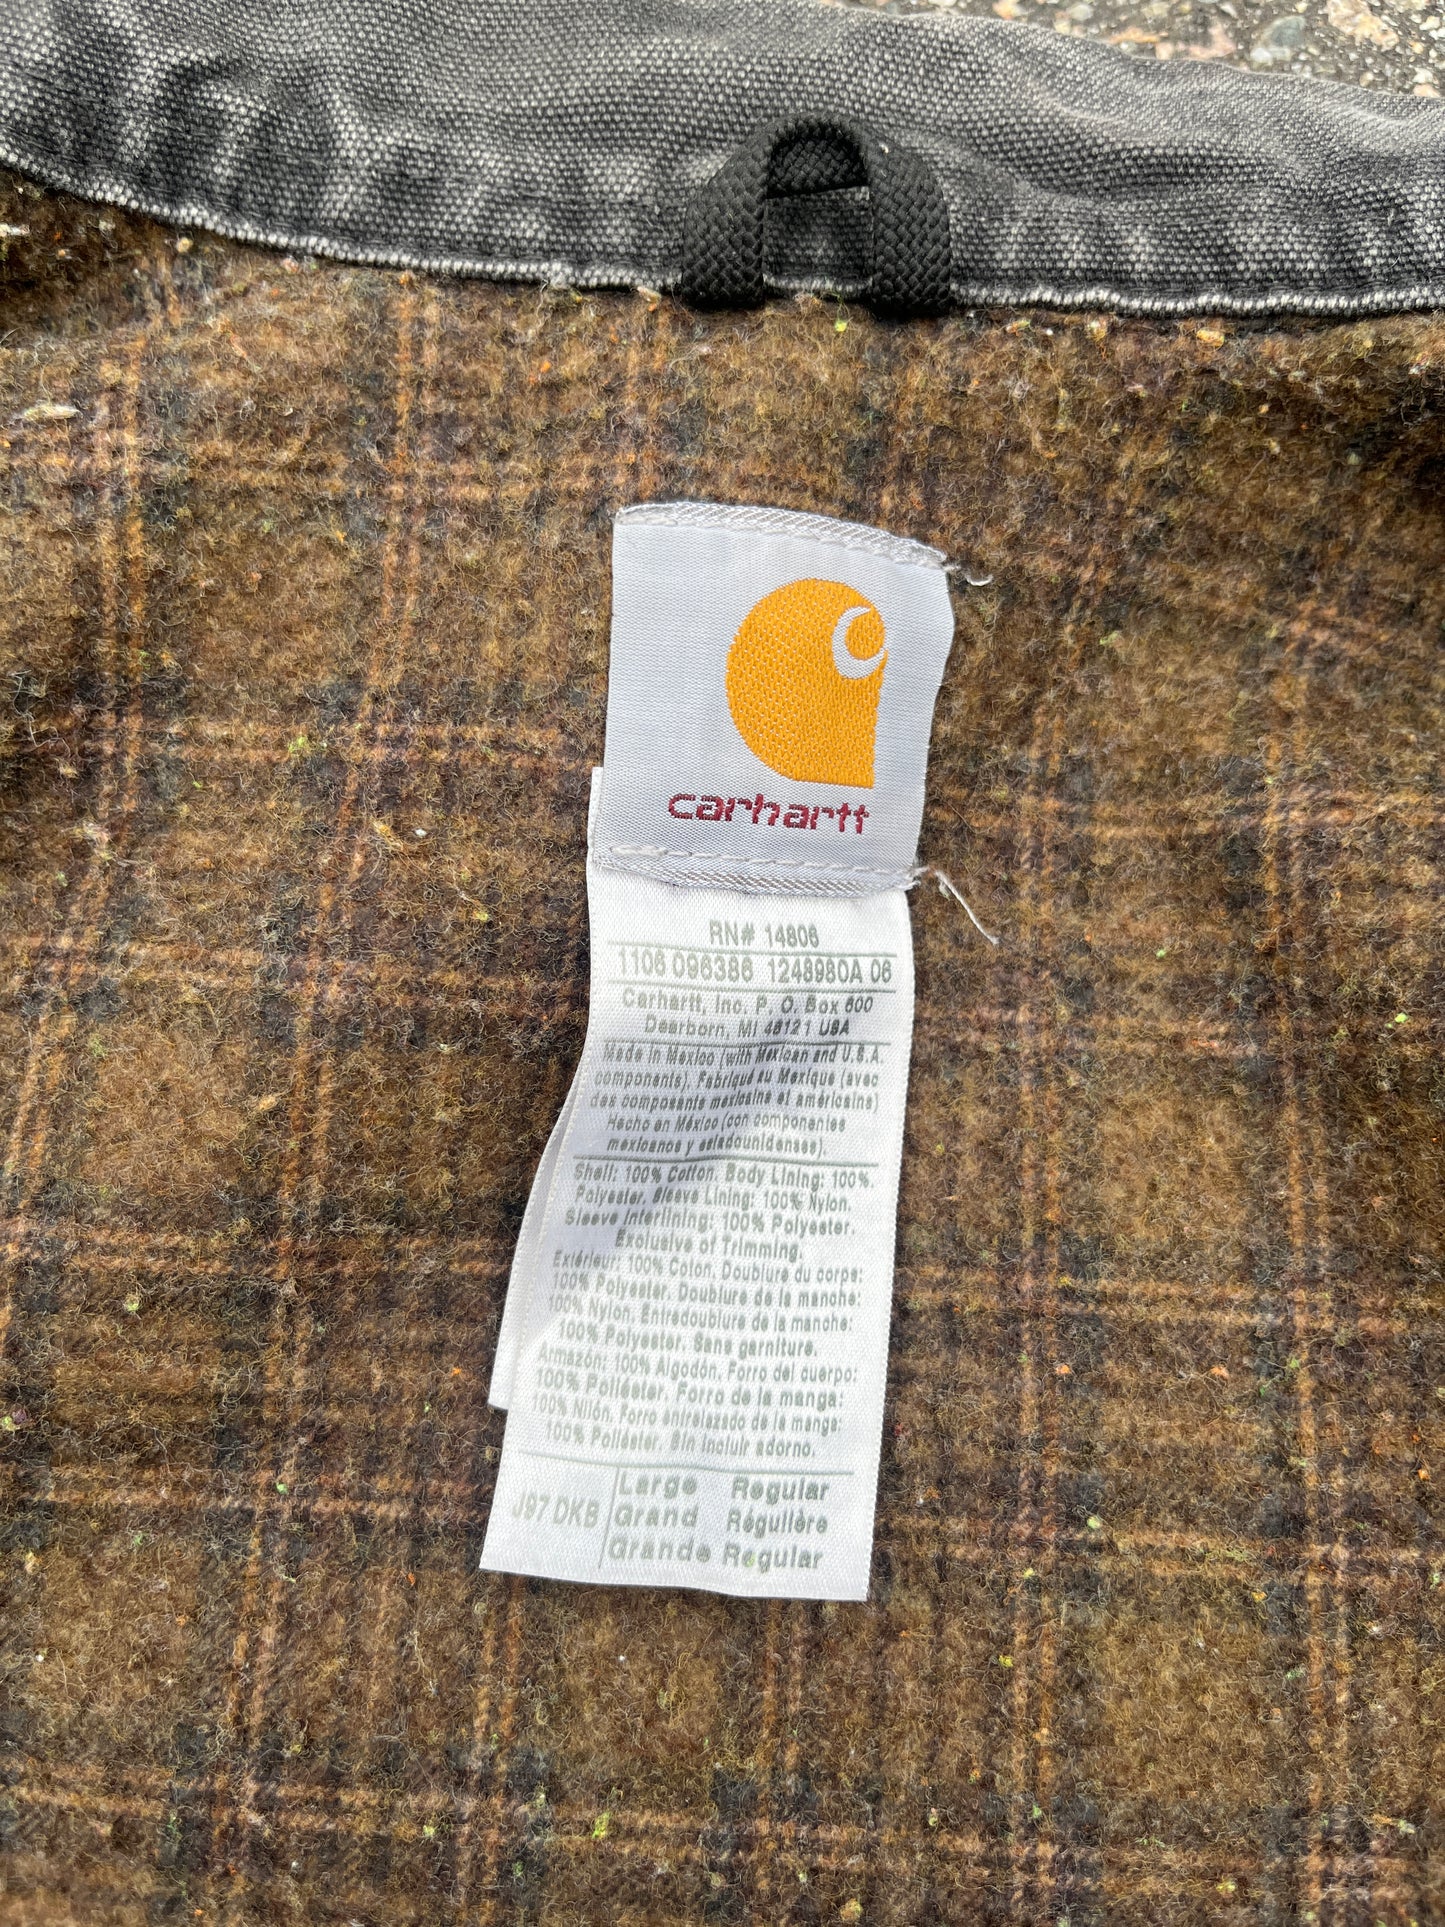 carhartt
RN# 14806
1106 096386 1248980A 06
Carhartt, Inc. P. O. Box 600
Dearborn, MI 48121 USA
Made in Mexico (with Mexican and U.S.A.
components). Fabriqué au Mexique (avec
des composants mexicains et américains)
Hecho en México (con componentes
mexicanos y estadounidenses).
Shell: 100% Cotton. Body Lining: 100%
Polyester. Sleeve Lining: 100% Nylon.
Sleeve Interlining: 100% Polyester.
Exclusive of Trimming.
Extérieur: 100% Coton. Doublure du corps:
100% Polyester. Doublure de la manche:
100% Nylon. Entredoublure de la manche:
100% Polyester. Sans garniture.
Armazón: 100% Algodón. Forro del cuerpo:
100% Poliéster. Forro de la manga:
100% Nilón. Forro entrelazado de la manga:
100% Poliéster. Sin incluir adorno.
J97 DKB
Large Regular
Grand Régulière
Grande Regular